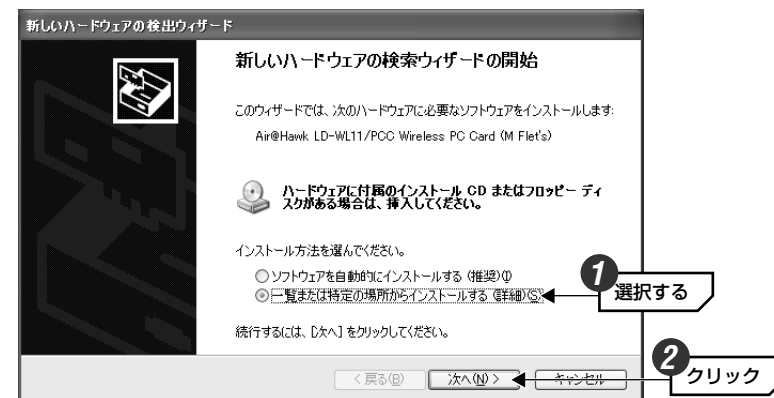 新しいハードウェアの検出ウィザード
新しいハードウェアの検索ウィザードの開始
このウィザードでは、次のハードウェアに必要なソフトウェアをインストールします:
Air@Hawk LD-WL11/PCC Wireless PC Card (M Flet's)
ハードウェアに付属のインストール CD またはフロッピー ディ
スクがある場合は、挿入してください。
インストール方法を選んでください。
ソフトウェアを自動的にインストールする (推奨)(I)
一覧または特定の場所からインストールする (詳細)(S)
1
選択する
続行するには、[次へ] をクリックしてください。
< 戻る(B)
次へ(N) >
キャンセル
2
クリック